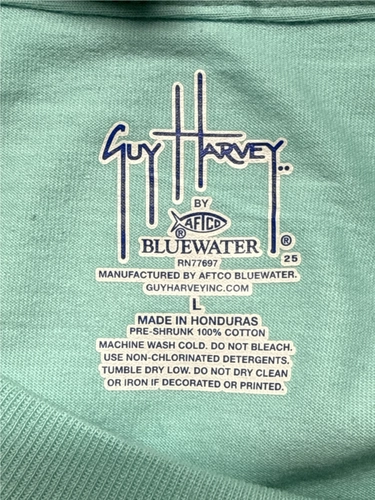 GUY HARVEY
BY
AFTCO
®
BLUEWATER ®
RN77697 25
MANUFACTURED BY AFTCO BLUEWATER.
GUYHARVEYINC.COM
L
MADE IN HONDURAS
PRE-SHRUNK 100% COTTON
MACHINE WASH COLD. DO NOT BLEACH.
USE NON-CHLORINATED DETERGENTS.
TUMBLE DRY LOW. DO NOT DRY CLEAN
OR IRON IF DECORATED OR PRINTED.